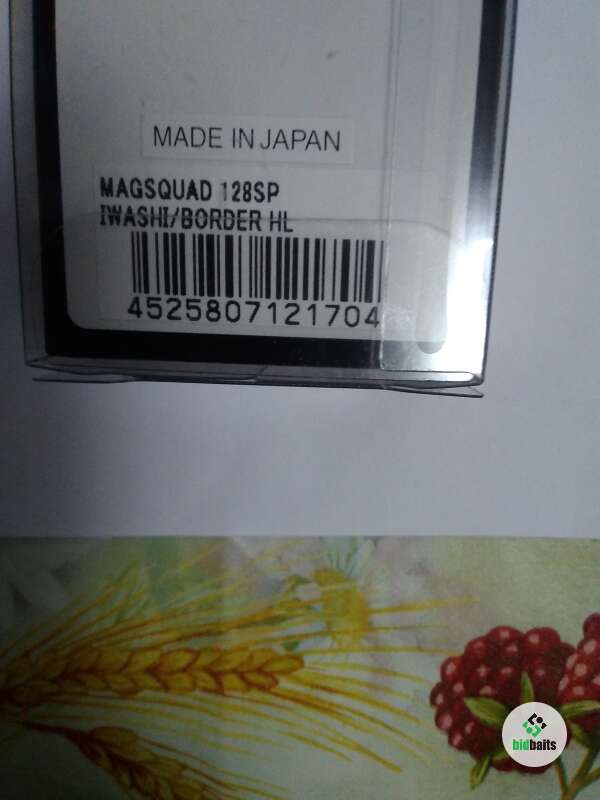 MADE IN JAPAN
MAGSQUAD 128SP
IWASHI/BORDER HL
4525807121704
bidbaits